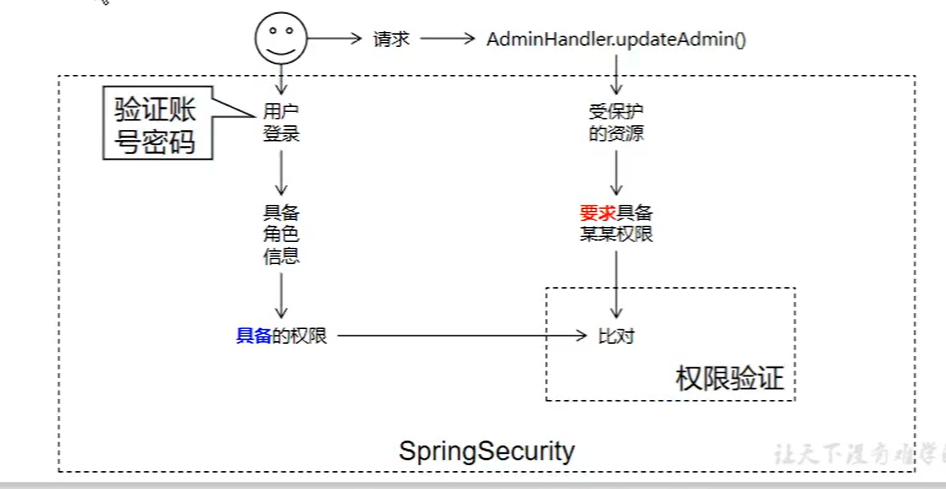 请求
AdminHandler.updateAdmin()
验证账
号密码
用户
登录
受保护
的资源
具备
角色
信息
要求具备
某某权限
具备的权限
比对
权限验证
SpringSecurity
让天下没有难学